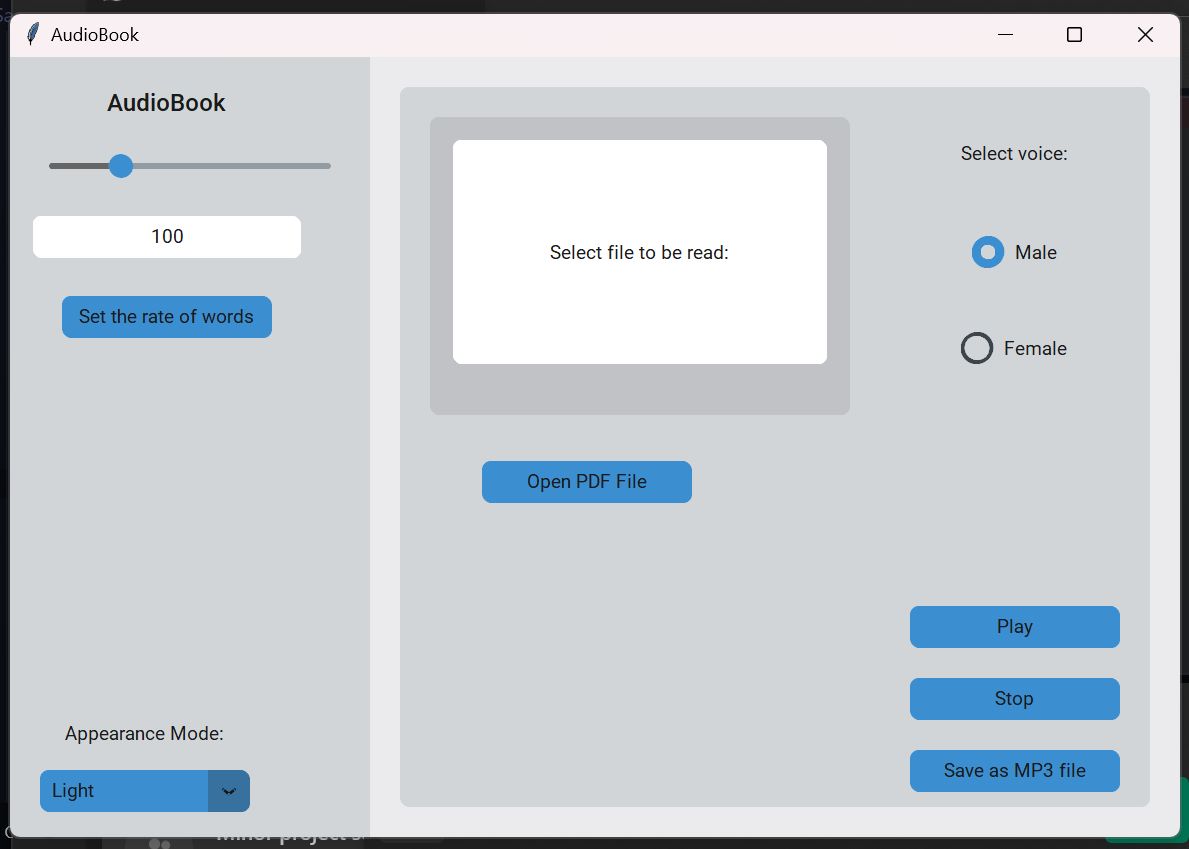 AudioBook
AudioBook
100
Set the rate of words
Appearance Mode:
Light
Select file to be read:
Open PDF File
Select voice:
Male
Female
Play
Stop
Save as MP3 file